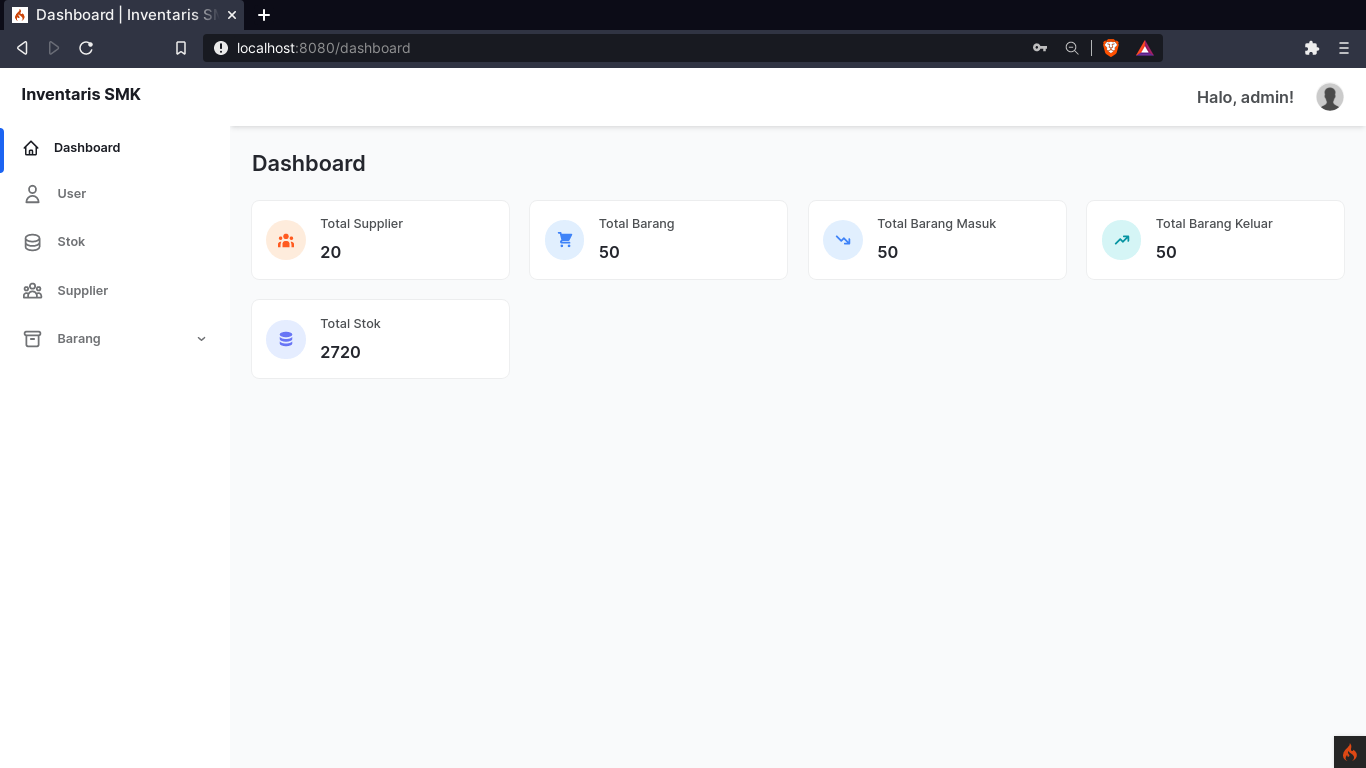 Dashboard | Inventaris SM
localhost:8080/dashboard
Inventaris SMK
Halo, admin!
Dashboard
User
Stok
Supplier
Barang
Dashboard
Total Supplier
20
Total Barang
50
Total Barang Masuk
50
Total Barang Keluar
50
Total Stok
2720